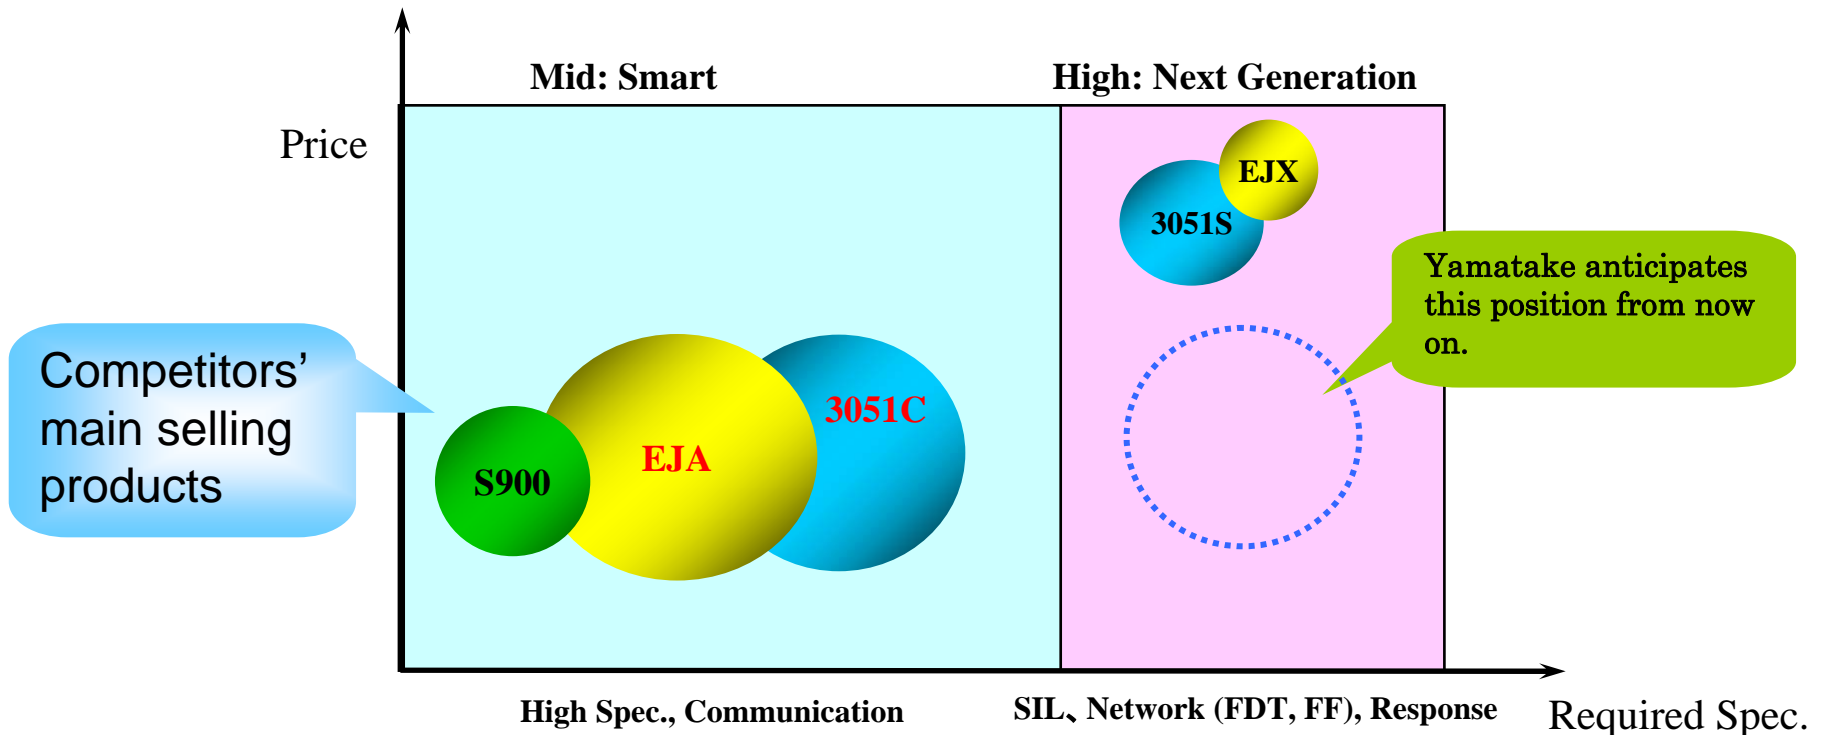 Mid: Smart
High: Next Generation
Price
EJX
3051S
Yamatake anticipates
this position from now
on.
Competitors’
main selling
products
3051C
EJA
S900
High Spec., Communication
SIL、Network (FDT, FF), Response
Required Spec.